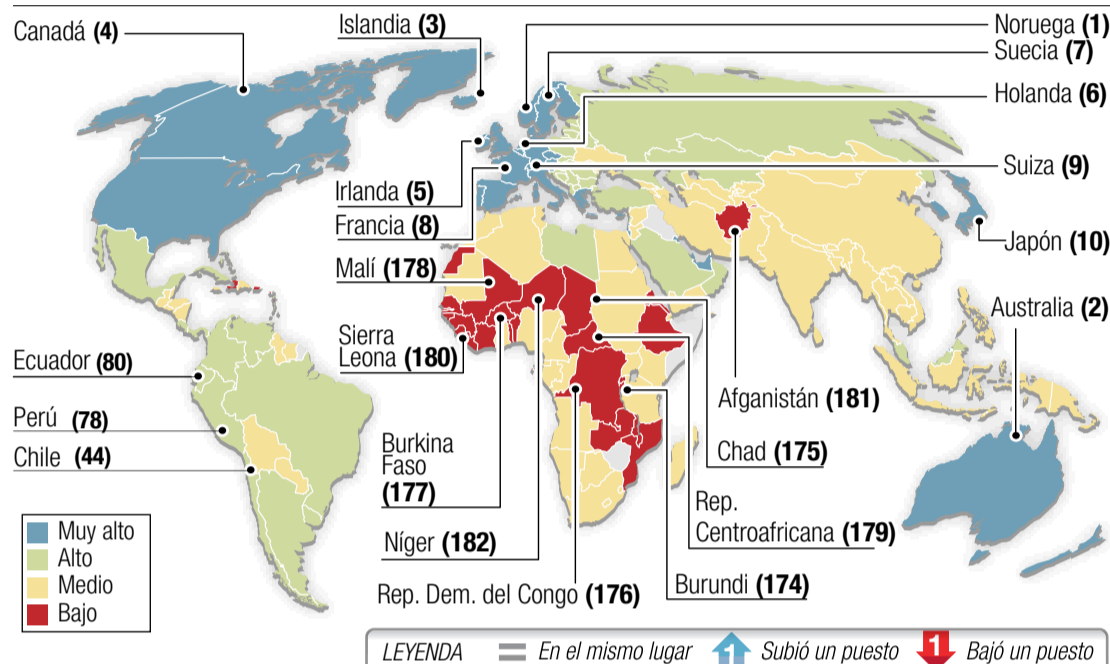 Canadá (4)
Islandia (3)
Noruega (1)
Suecia (7)
Holanda (6)
Suiza (9)
Irlanda (5)
Francia (8)
Japón (10)
Malí (178)
Australia (2)
Sierra
Leona (180)
Ecuador (80)
Afganistán (181)
Perú (78)
Chile (44)
Burkina
Faso
(177)
Chad (175)
Rep.
Centroafricana (179)
Níger (182)
Rep. Dem. del Congo (176)
Burundi (174)
Muy alto
Alto
Medio
Bajo
LEYENDA = En el mismo lugar 1 Subió un puesto 1 Bajó un puesto